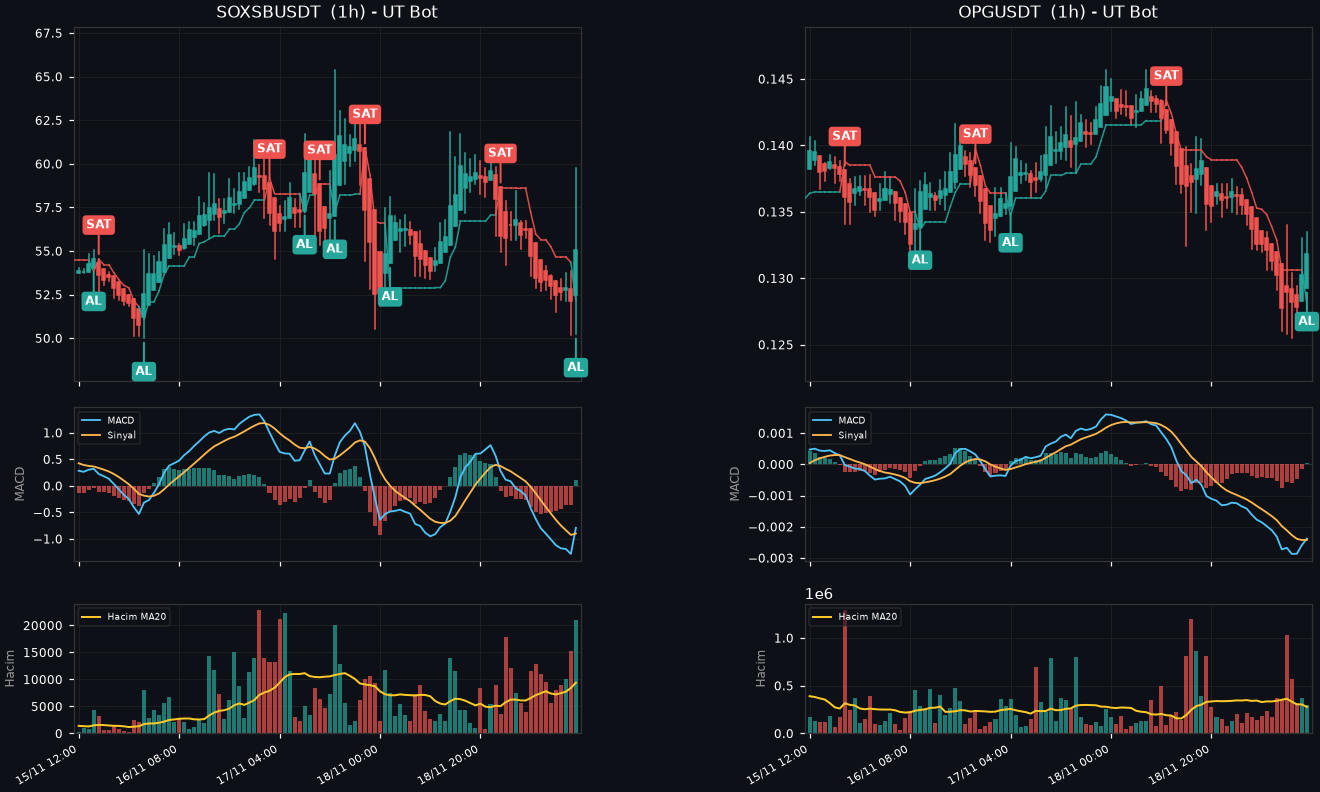 SOXSBUSDT  (1h) - UT Bot
67.5
65.0
62.5
60.0
57.5
55.0
52.5
50.0
SAT
SAT
SAT
SAT
SAT
AL
AL
AL
AL
AL
AL
MACD
1.0
0.5
0.0
−0.5
−1.0
MACD
Sinyal
Hacim
20000
15000
10000
5000
0
Hacim MA20
15/11 12:00
16/11 08:00
17/11 04:00
18/11 00:00
18/11 20:00
OPGUSDT  (1h) - UT Bot
0.145
0.140
0.135
0.130
0.125
SAT
SAT
SAT
AL
AL
AL
MACD
0.001
0.000
−0.001
−0.002
−0.003
MACD
Sinyal
1e6
Hacim
1.0
0.5
0.0
Hacim MA20
15/11 12:00
16/11 08:00
17/11 04:00
18/11 00:00
18/11 20:00